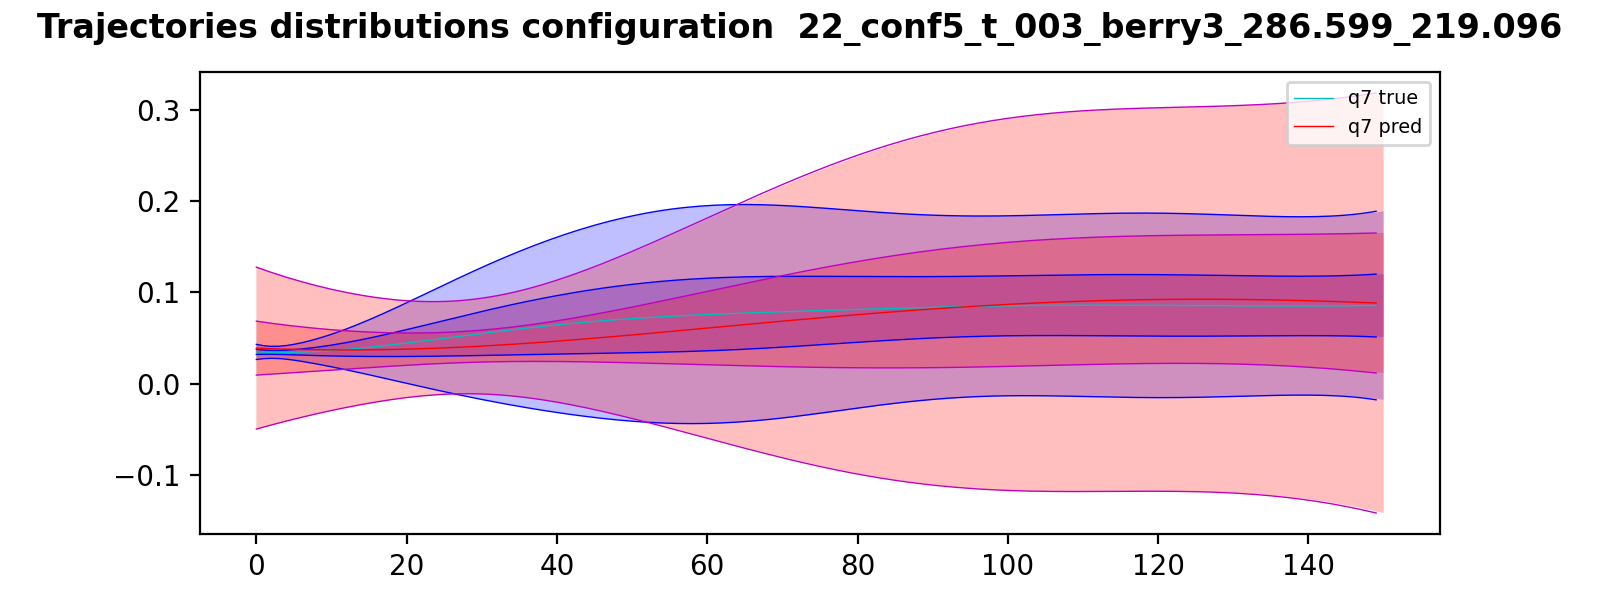 Trajectories distributions configuration  22_conf5_t_003_berry3_286.599_219.096
q7 true
q7 pred
0.3
0.2
0.1
0.0
−0.1
0 20 40 60 80 100 120 140